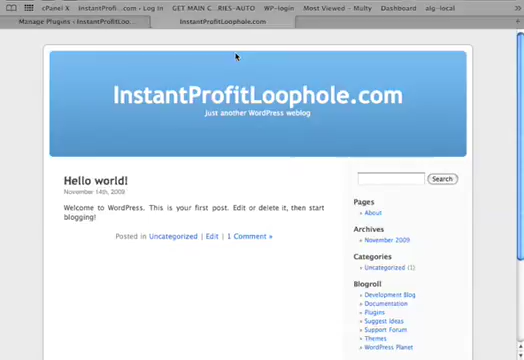 cPanel X InstantProfi...om › Log In GET MAIN C...RIES-AUTO WP-login Most Viewed – Multy Dashboard alg-local
Manage Plugins ‹ InstantProfitLoo... InstantProfitLoophole.com
InstantProfitLoophole.com
Just another WordPress weblog
Hello world!
November 14th, 2009
Welcome to WordPress. This is your first post. Edit or delete it, then start
blogging!
Posted in Uncategorized | Edit | 1 Comment »
Search
Pages
» About
Archives
» November 2009
Categories
» Uncategorized (1)
Blogroll
» Development Blog
» Documentation
» Plugins
» Suggest Ideas
» Support Forum
» Themes
» WordPress Planet